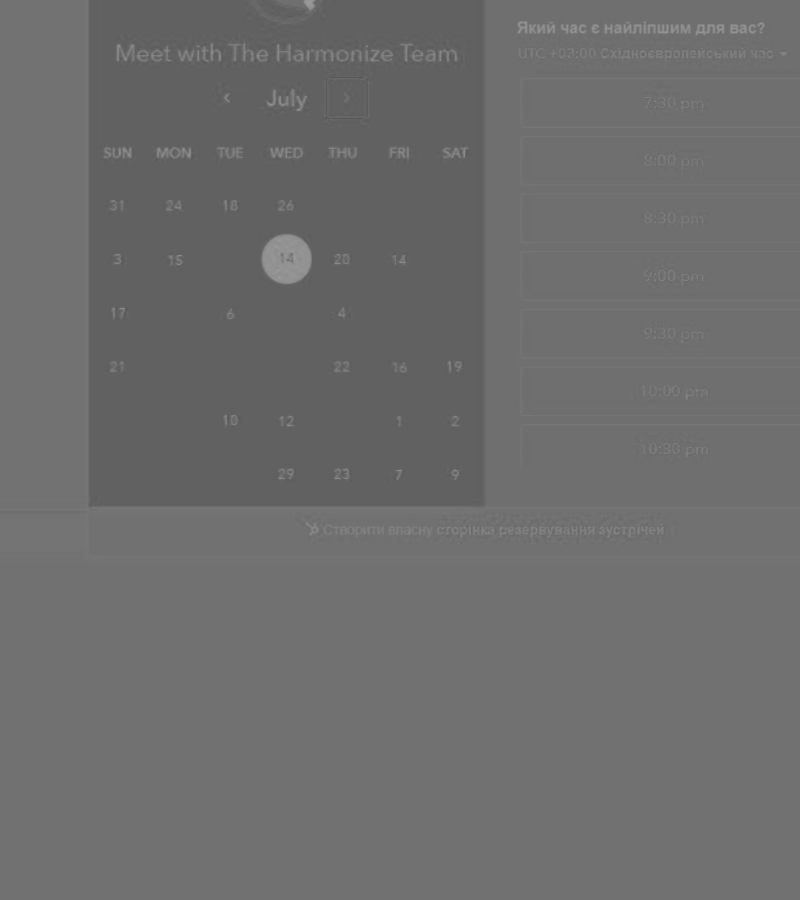 Meet with The Harmonize Team
July
SUN MON TUE WED THU FRI SAT
31 24 18 26
3 15 14 20 14
17 6 4
21 22 16 19
10 12 1 2
29 23 7 9
Який час є найліпшим для вас?
UTC +03:00 Східноєвропейський час
7:30 pm
8:00 pm
8:30 pm
9:00 pm
9:30 pm
10:00 pm
10:30 pm
Створити власну сторінка резервування зустрічей